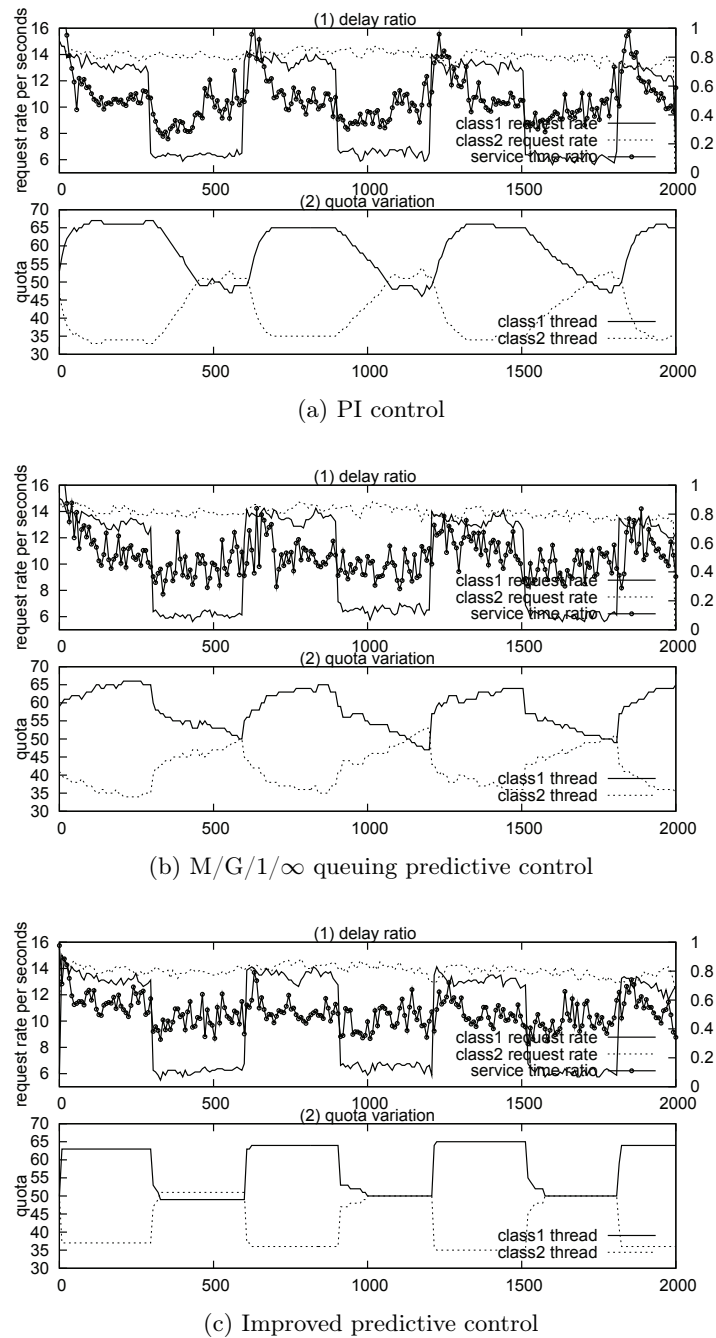 (1) delay ratio
request rate per seconds
16
14
12
10
8
6
1
0.8
0.6
0.4
0.2
0
class1 request rate
class2 request rate
service time ratio
0 500 1000 1500 2000
(2) quota variation
quota
70
65
60
55
50
45
40
35
30
class1 thread
class2 thread
0 500 1000 1500 2000
(a) PI control
(1) delay ratio
request rate per seconds
16
14
12
10
8
6
1
0.8
0.6
0.4
0.2
0
class1 request rate
class2 request rate
service time ratio
0 500 1000 1500 2000
(2) quota variation
quota
70
65
60
55
50
45
40
35
30
class1 thread
class2 thread
0 500 1000 1500 2000
(b) M/G/1/∞ queuing predictive control
(1) delay ratio
request rate per seconds
16
14
12
10
8
6
1
0.8
0.6
0.4
0.2
0
class1 request rate
class2 request rate
service time ratio
0 500 1000 1500 2000
(2) quota variation
quota
70
65
60
55
50
45
40
35
30
class1 thread
class2 thread
0 500 1000 1500 2000
(c) Improved predictive control